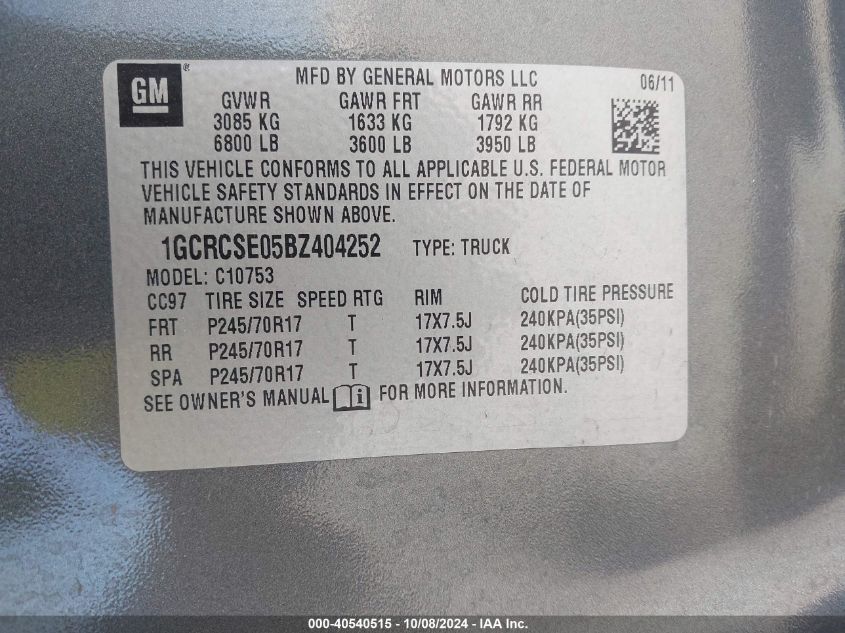 GM ®
MFD BY GENERAL MOTORS LLC 06/11
GVWR GAWR FRT GAWR RR
3085 KG 1633 KG 1792 KG
6800 LB 3600 LB 3950 LB
THIS VEHICLE CONFORMS TO ALL APPLICABLE U.S. FEDERAL MOTOR
VEHICLE SAFETY STANDARDS IN EFFECT ON THE DATE OF
MANUFACTURE SHOWN ABOVE.
1GCRCSE05BZ404252 TYPE: TRUCK
MODEL: C10753
CC97 TIRE SIZE SPEED RTG RIM COLD TIRE PRESSURE
FRT P245/70R17 T 17X7.5J 240KPA(35PSI)
RR P245/70R17 T 17X7.5J 240KPA(35PSI)
SPA P245/70R17 T 17X7.5J 240KPA(35PSI)
SEE OWNER'S MANUAL i FOR MORE INFORMATION.
000-40540515 - 10/08/2024 - IAA Inc.